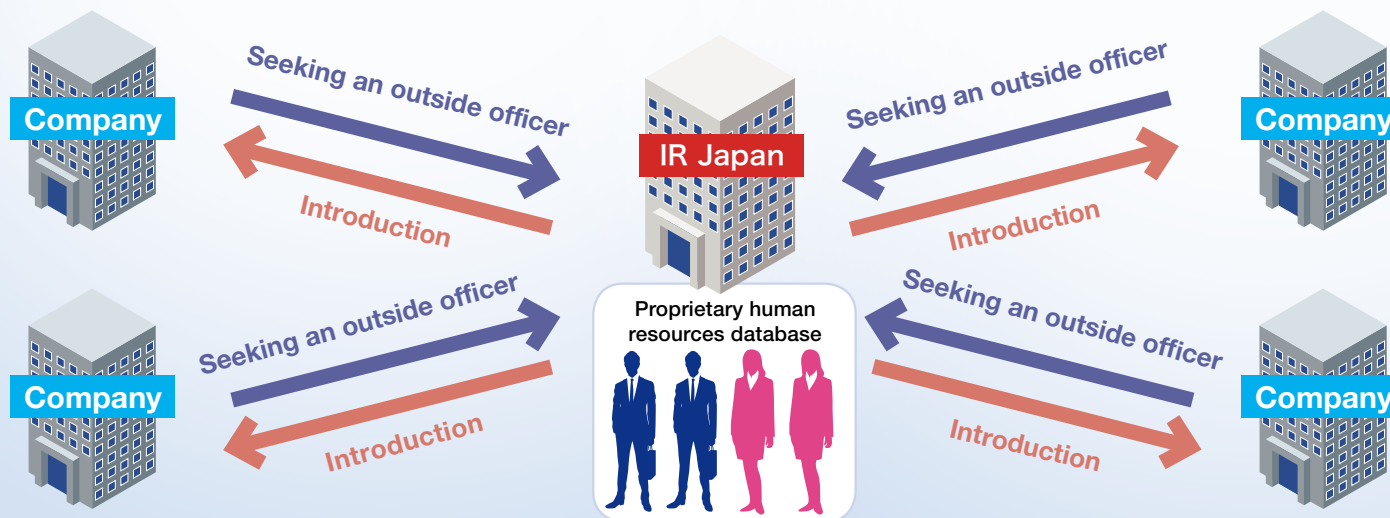 Seeking an outside officer
Company
Introduction
IR Japan
Seeking an outside officer
Company
Introduction
Seeking an outside officer
Company
Introduction
Proprietary human
resources database
Seeking an outside officer
Company
Introduction